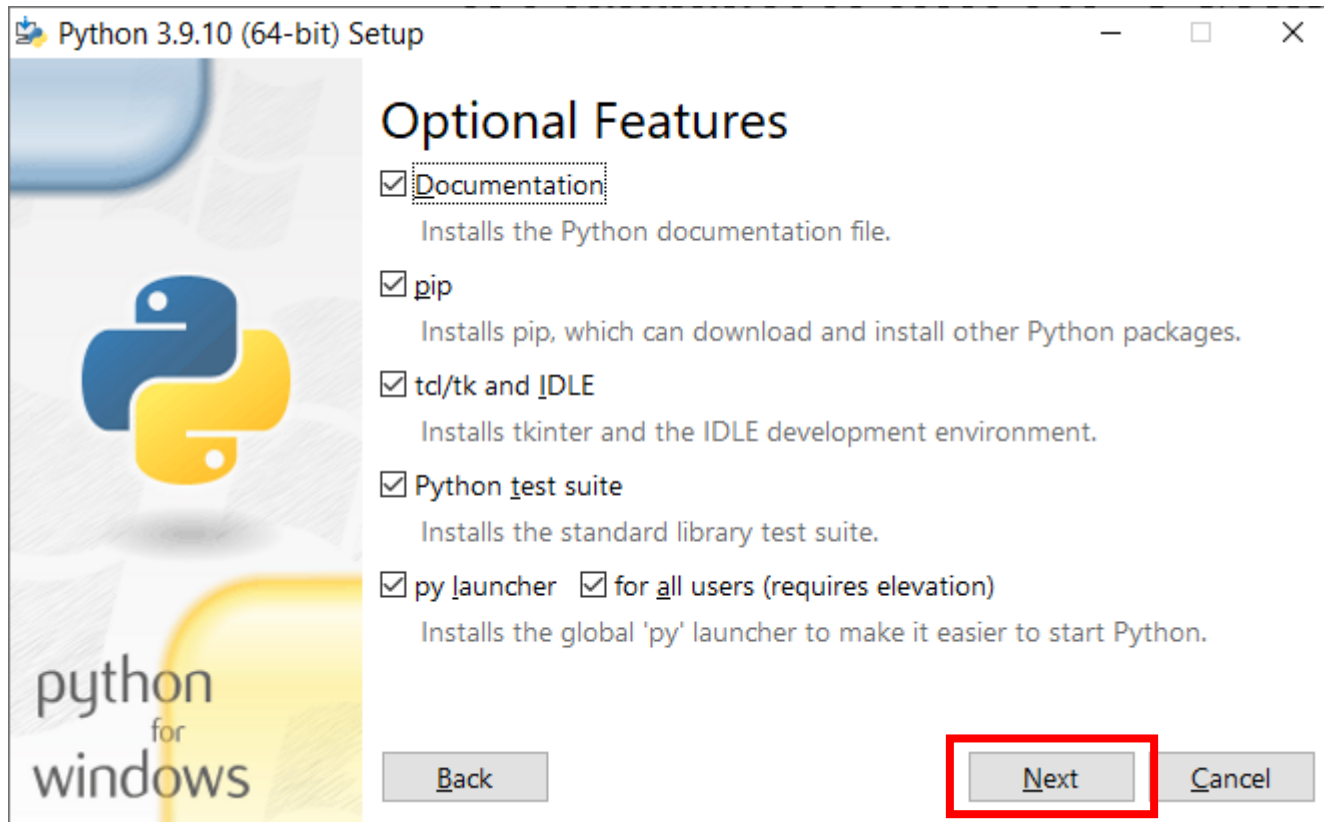 Python 3.9.10 (64-bit) Setup
Optional Features
Documentation
Installs the Python documentation file.
pip
Installs pip, which can download and install other Python packages.
tcl/tk and IDLE
Installs tkinter and the IDLE development environment.
Python test suite
Installs the standard library test suite.
py launcher for all users (requires elevation)
Installs the global 'py' launcher to make it easier to start Python.
python
for
windows
Back Next Cancel